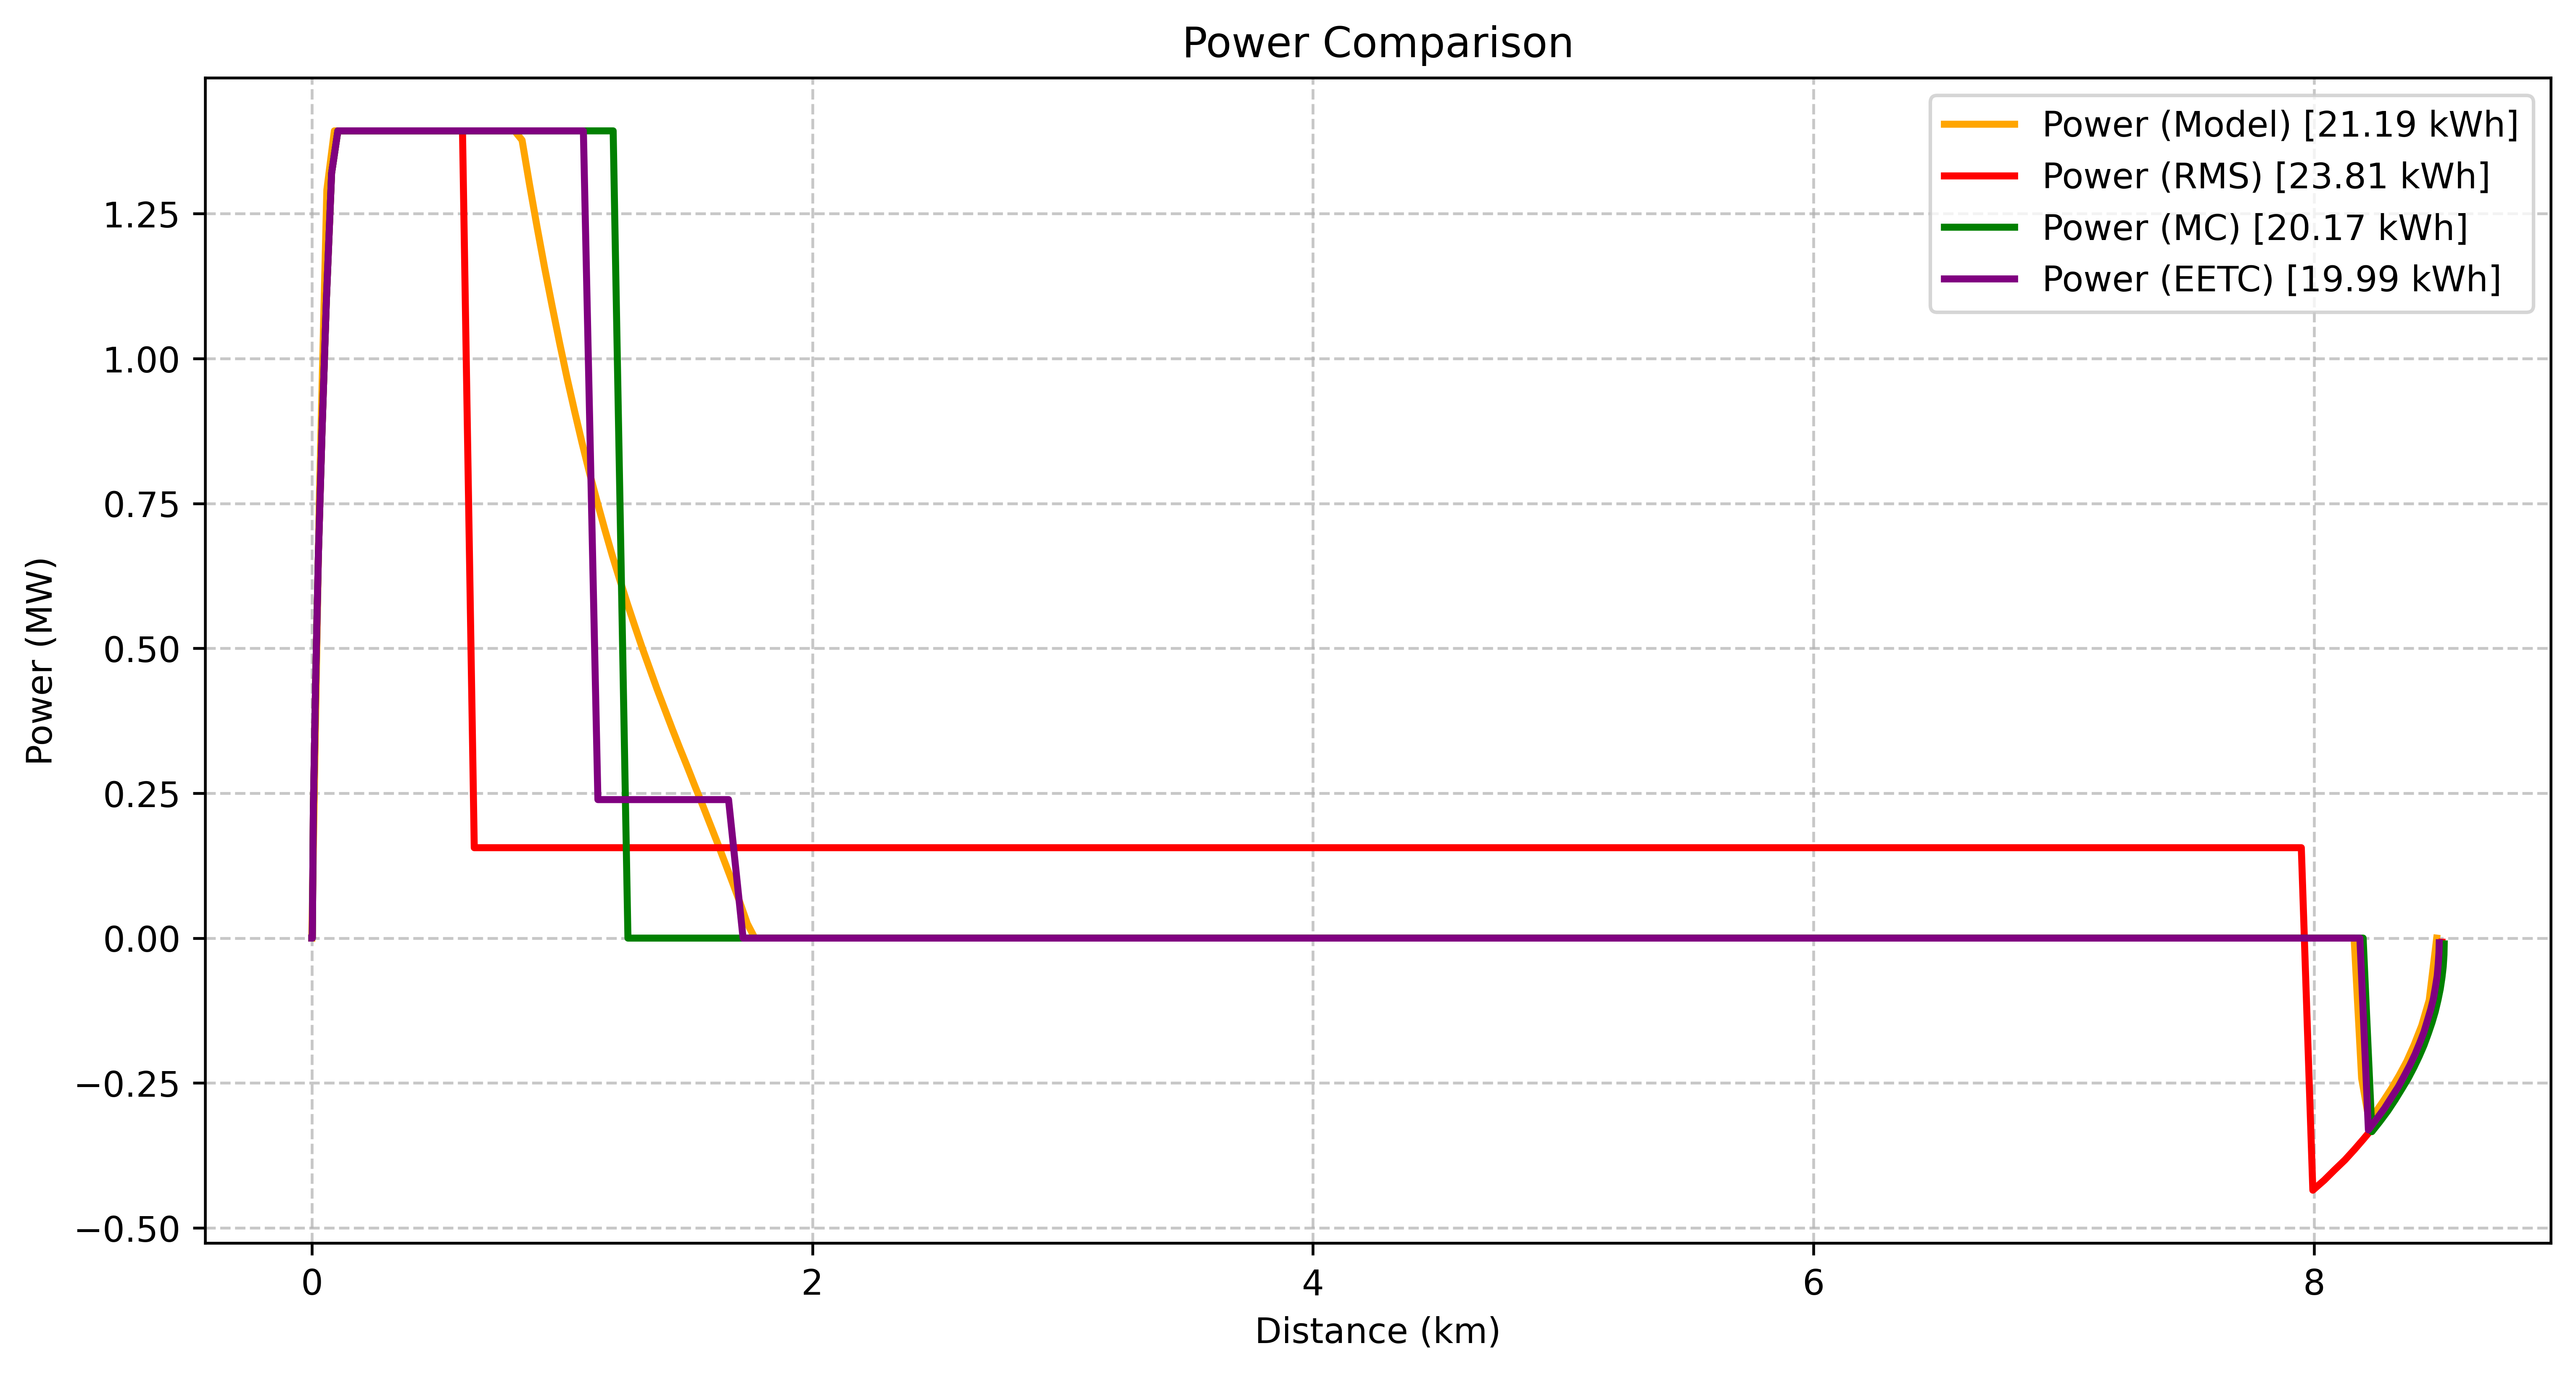 Power Comparison
Power (Model) [21.19 kWh]
Power (RMS) [23.81 kWh]
Power (MC) [20.17 kWh]
Power (EETC) [19.99 kWh]
Power (MW)
1.25
1.00
0.75
0.50
0.25
0.00
−0.25
−0.50
0 2 4 6 8
Distance (km)